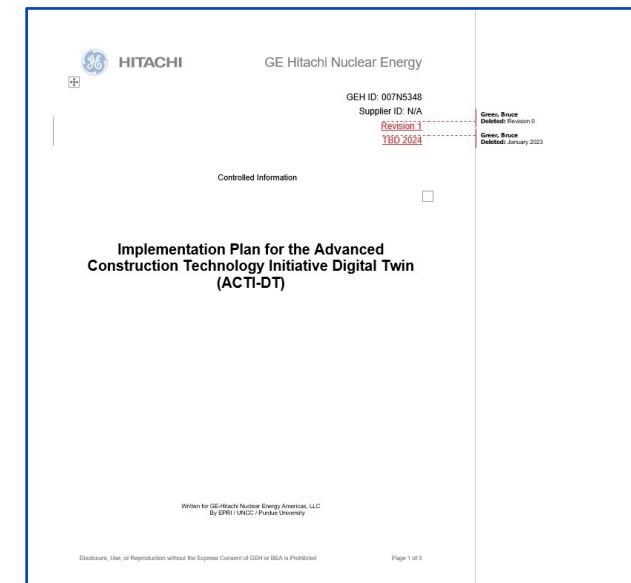 HITACHI
GE Hitachi Nuclear Energy
GEH ID: 007N5348
Supplier ID: N/A
Revision 1
TBD 2024
Greer, Bruce
Deleted: Revision 0
Greer, Bruce
Deleted: January 2023
Controlled Information
Implementation Plan for the Advanced
Construction Technology Initiative Digital Twin
(ACTI-DT)
Written for GE-Hitachi Nuclear Energy Americas, LLC
By EPRI / UNCC / Purdue University
Disclosure, Use, or Reproduction without the Express Consent of GEH or BEA is Prohibited Page 1 of 3